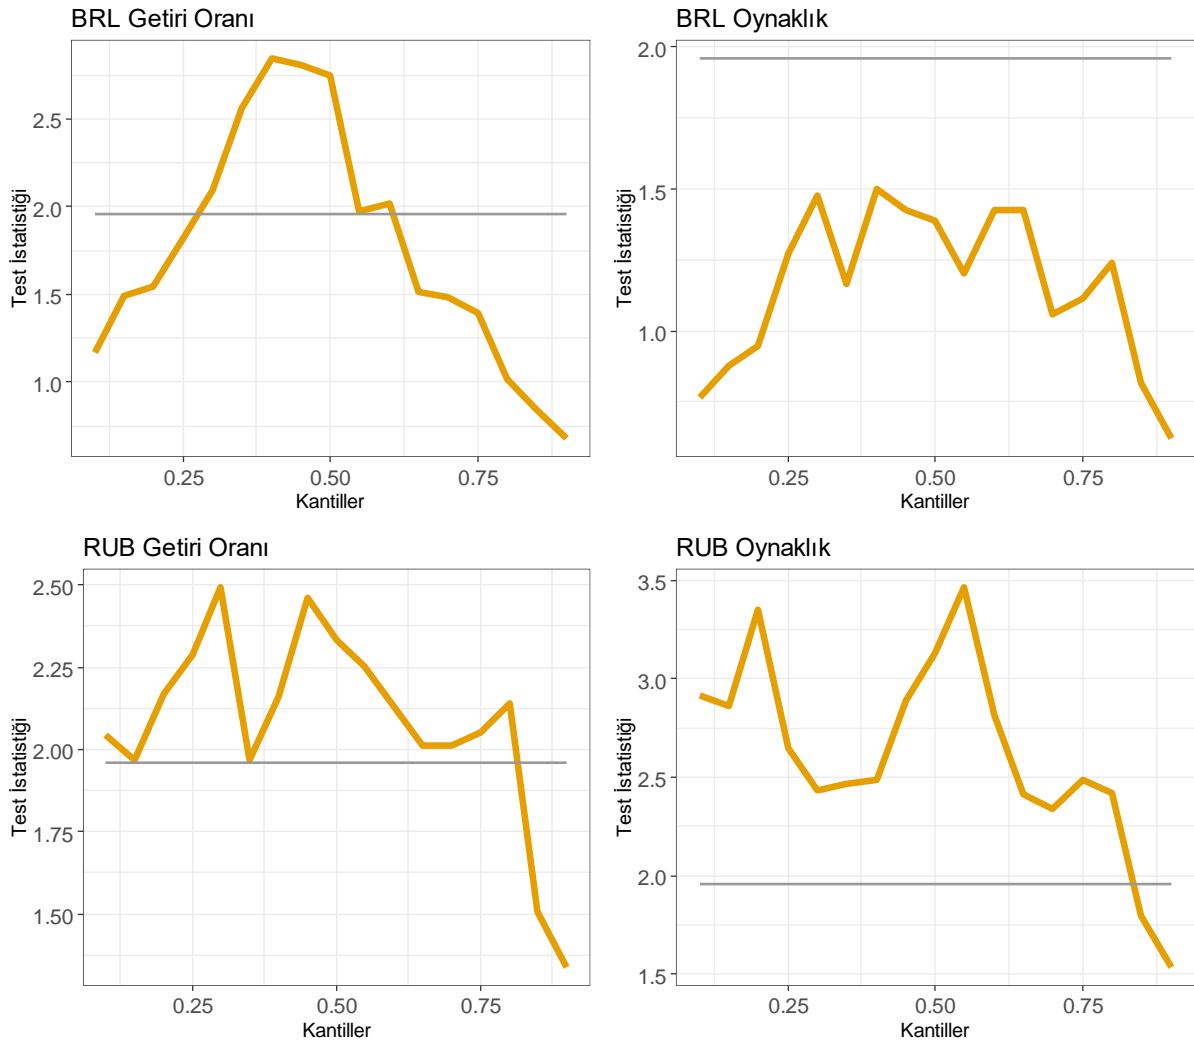 BRL Getiri Oranı
Test İstatistiği
2.5
2.0
1.5
1.0
0.25 0.50 0.75
Kantiller
BRL Oynaklık
Test İstatistiği
2.0
1.5
1.0
0.25 0.50 0.75
Kantiller
RUB Getiri Oranı
Test İstatistiği
2.50
2.25
2.00
1.75
1.50
0.25 0.50 0.75
Kantiller
RUB Oynaklık
Test İstatistiği
3.5
3.0
2.5
2.0
1.5
0.25 0.50 0.75
Kantiller